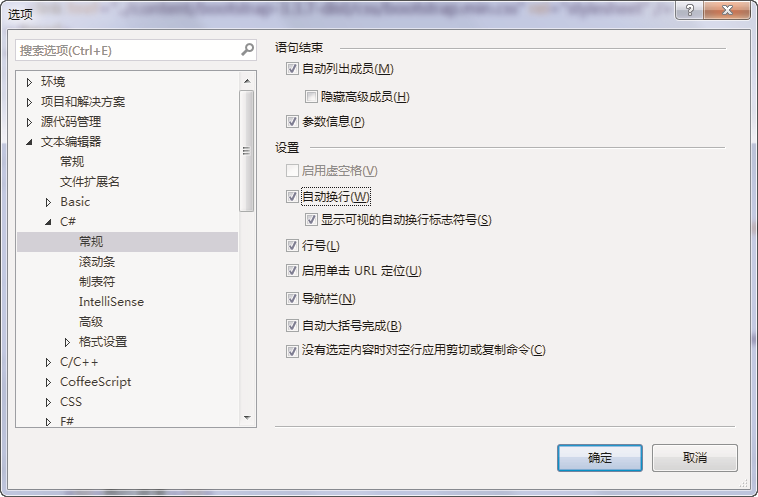 选项
搜索选项(Ctrl+E)
环境
项目和解决方案
源代码管理
文本编辑器
常规
文件扩展名
Basic
C#
常规
滚动条
制表符
IntelliSense
高级
格式设置
C/C++
CoffeeScript
CSS
F#
语句结束
自动列出成员(M)
隐藏高级成员(H)
参数信息(P)
设置
启用虚空格(V)
自动换行(W)
显示可视的自动换行标志符号(S)
行号(L)
启用单击 URL 定位(U)
导航栏(N)
自动大括号完成(B)
没有选定内容时对空行应用剪切或复制命令(C)
确定
取消